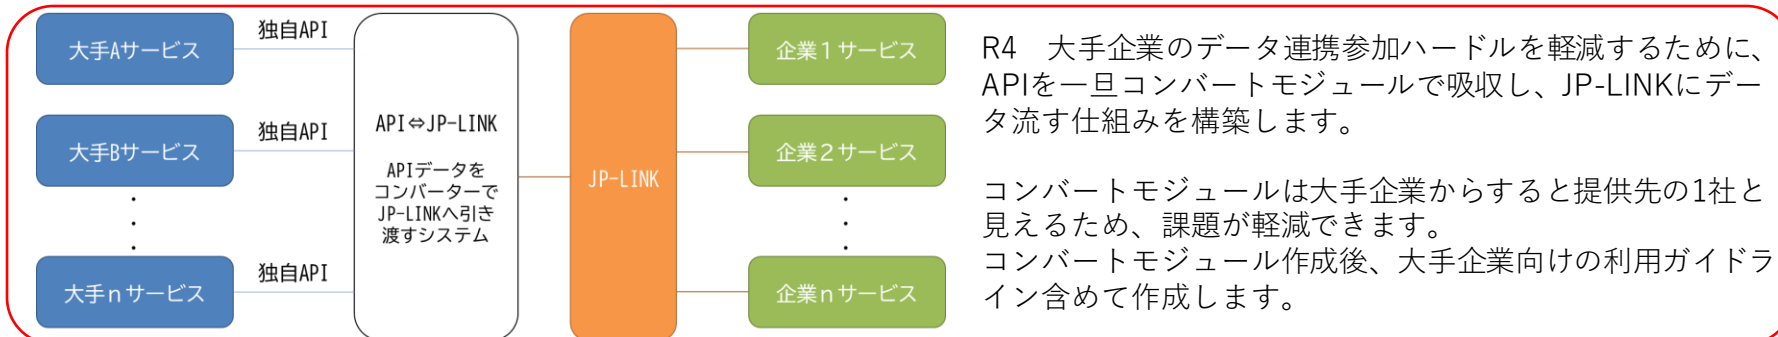 大手Aサービス
独自API
大手Bサービス
独自API
・
・
・
大手ｎサービス
独自API
API⇔JP-LINK
APIデータを
コンバーターで
JP-LINKへ引き
渡すシステム
JP-LINK
企業１サービス
企業２サービス
・
・
・
企業ｎサービス
R4　大手企業のデータ連携参加ハードルを軽減するために、
APIを一旦コンバートモジュールで吸収し、JP-LINKにデー
タ流す仕組みを構築します。
コンバートモジュールは大手企業からすると提供先の1社と
見えるため、課題が軽減できます。
コンバートモジュール作成後、大手企業向けの利用ガイドラ
イン含めて作成します。